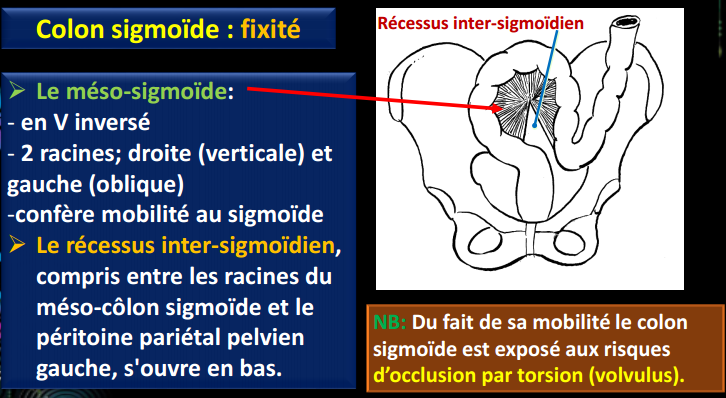 Colon sigmoïde : fixité
Récessus inter-sigmoïdien
➢ Le méso-sigmoïde:
- en V inversé
- 2 racines; droite (verticale) et
gauche (oblique)
-confère mobilité au sigmoïde
➢ Le récessus inter-sigmoïdien,
compris entre les racines du
méso-côlon sigmoïde et le
péritoine pariétal pelvien
gauche, s'ouvre en bas.
NB: Du fait de sa mobilité le colon
sigmoïde est exposé aux risques
d’occlusion par torsion (volvulus).